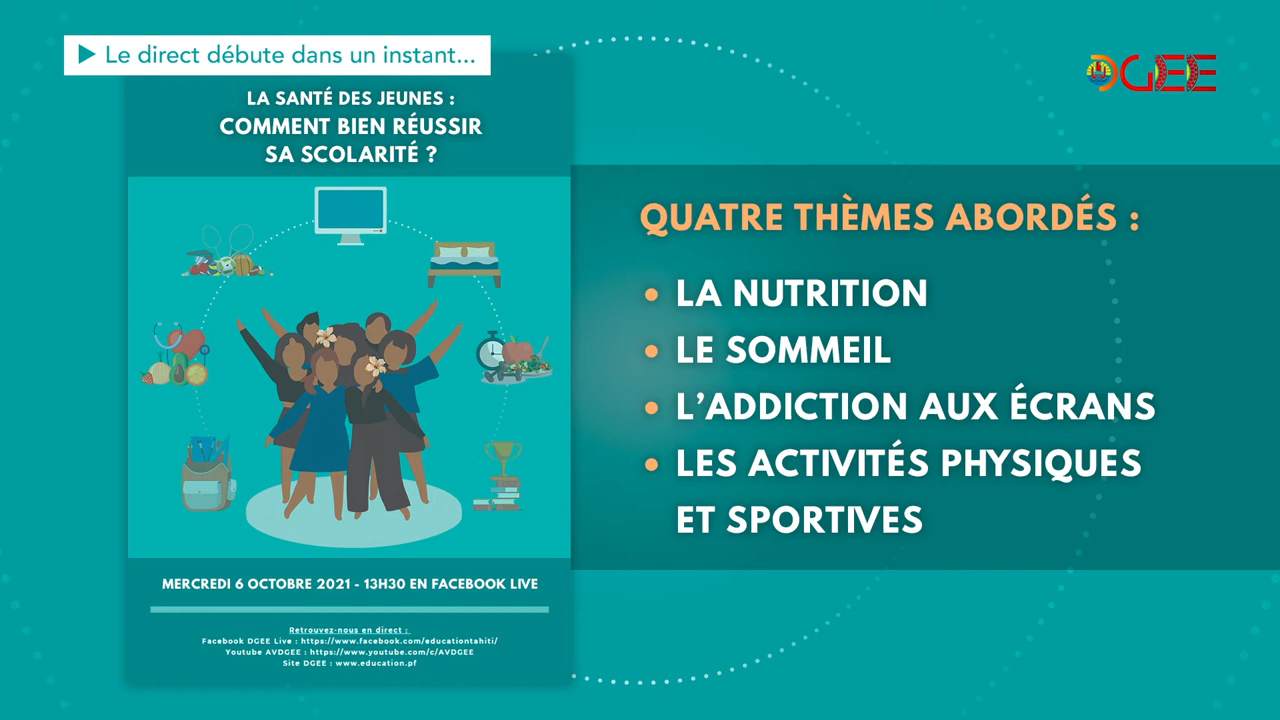 Le direct débute dans un instant...
DGEE
LA SANTÉ DES JEUNES :
COMMENT BIEN RÉUSSIR
SA SCOLARITÉ ?
MERCREDI 6 OCTOBRE 2021 - 13H30 EN FACEBOOK LIVE
Retrouvez-nous en direct :
Facebook DGEE Live : https://www.facebook.com/educationtahiti/
Youtube AVDGEE : https://www.youtube.com/c/AVDGEE
Site DGEE : www.education.pf
QUATRE THÈMES ABORDÉS :
• LA NUTRITION
• LE SOMMEIL
• L’ADDICTION AUX ÉCRANS
• LES ACTIVITÉS PHYSIQUES
ET SPORTIVES